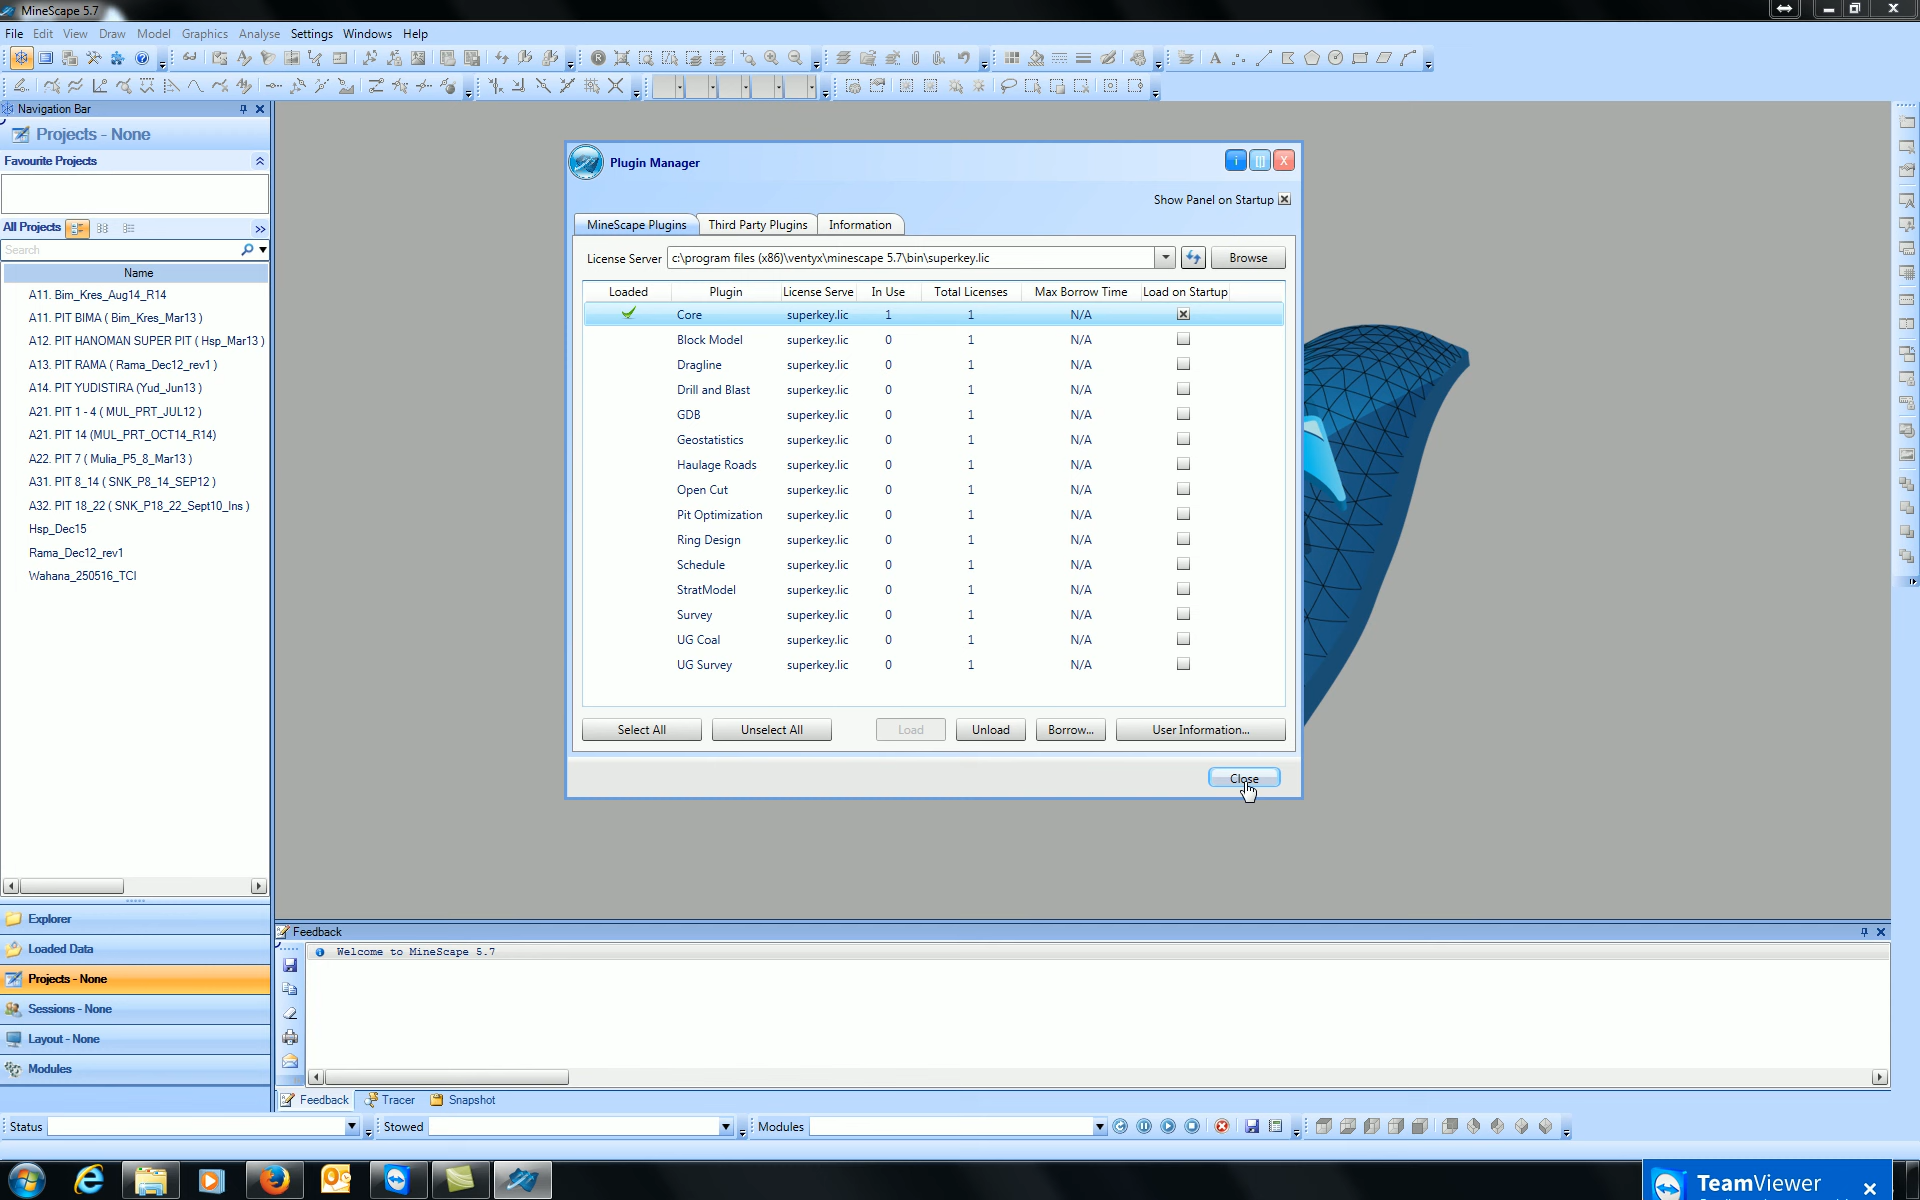 MineScape 5.7
File Edit View Draw Model Graphics Analyse Settings Windows Help
Navigation Bar
Projects - None
Favourite Projects
All Projects
Search
Name
A11. Bim_Kres_Aug14_R14
A11. PIT BIMA ( Bim_Kres_Mar13 )
A12. PIT HANOMAN SUPER PIT ( Hsp_Mar13 )
A13. PIT RAMA ( Rama_Dec12_rev1 )
A14. PIT YUDISTIRA (Yud_Jun13 )
A21. PIT 1 - 4 ( MUL_PRT_JUL12 )
A21. PIT 14 (MUL_PRT_OCT14_R14)
A22. PIT 7 ( Mulia_P5_8_Mar13 )
A31. PIT 8_14 ( SNK_P8_14_SEP12 )
A32. PIT 18_22 ( SNK_P18_22_Sept10_Ins )
Hsp_Dec15
Rama_Dec12_rev1
Wahana_250516_TCI
Explorer
Loaded Data
Projects - None
Sessions - None
Layout - None
Modules
Plugin Manager
Show Panel on Startup
MineScape Plugins Third Party Plugins Information
License Server c:\program files (x86)\ventyx\minescape 5.7\bin\superkey.lic Browse
Loaded Plugin License Serve In Use Total Licenses Max Borrow Time Load on Startup
Core superkey.lic 1 1 N/A
Block Model superkey.lic 0 1 N/A
Dragline superkey.lic 0 1 N/A
Drill and Blast superkey.lic 0 1 N/A
GDB superkey.lic 0 1 N/A
Geostatistics superkey.lic 0 1 N/A
Haulage Roads superkey.lic 0 1 N/A
Open Cut superkey.lic 0 1 N/A
Pit Optimization superkey.lic 0 1 N/A
Ring Design superkey.lic 0 1 N/A
Schedule superkey.lic 0 1 N/A
StratModel superkey.lic 0 1 N/A
Survey superkey.lic 0 1 N/A
UG Coal superkey.lic 0 1 N/A
UG Survey superkey.lic 0 1 N/A
Select All Unselect All Load Unload Borrow... User Information...
Close
Feedback
Welcome to MineScape 5.7
Feedback Tracer Snapshot
Status Stowed Modules
TeamViewer